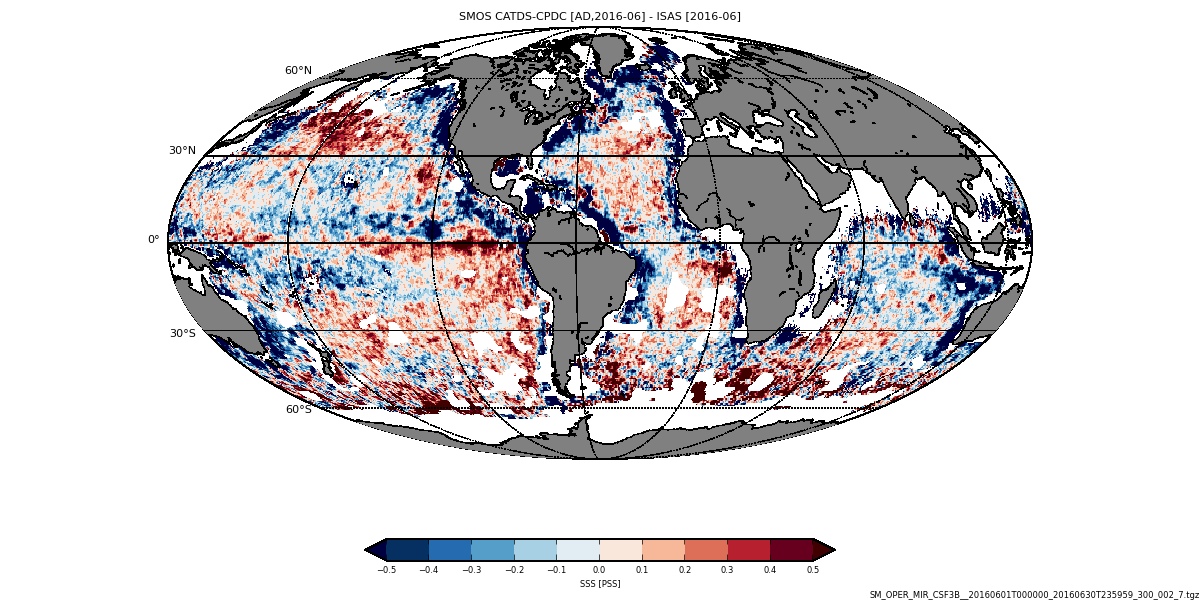 SMOS CATDS-CPDC [AD,2016-06] - ISAS [2016-06]
60°N
30°N
0°
30°S
60°S
−0.5 −0.4 −0.3 −0.2 −0.1 0.0 0.1 0.2 0.3 0.4 0.5
SSS [PSS]
SM_OPER_MIR_CSF3B__20160601T000000_20160630T235959_300_002_7.tgz